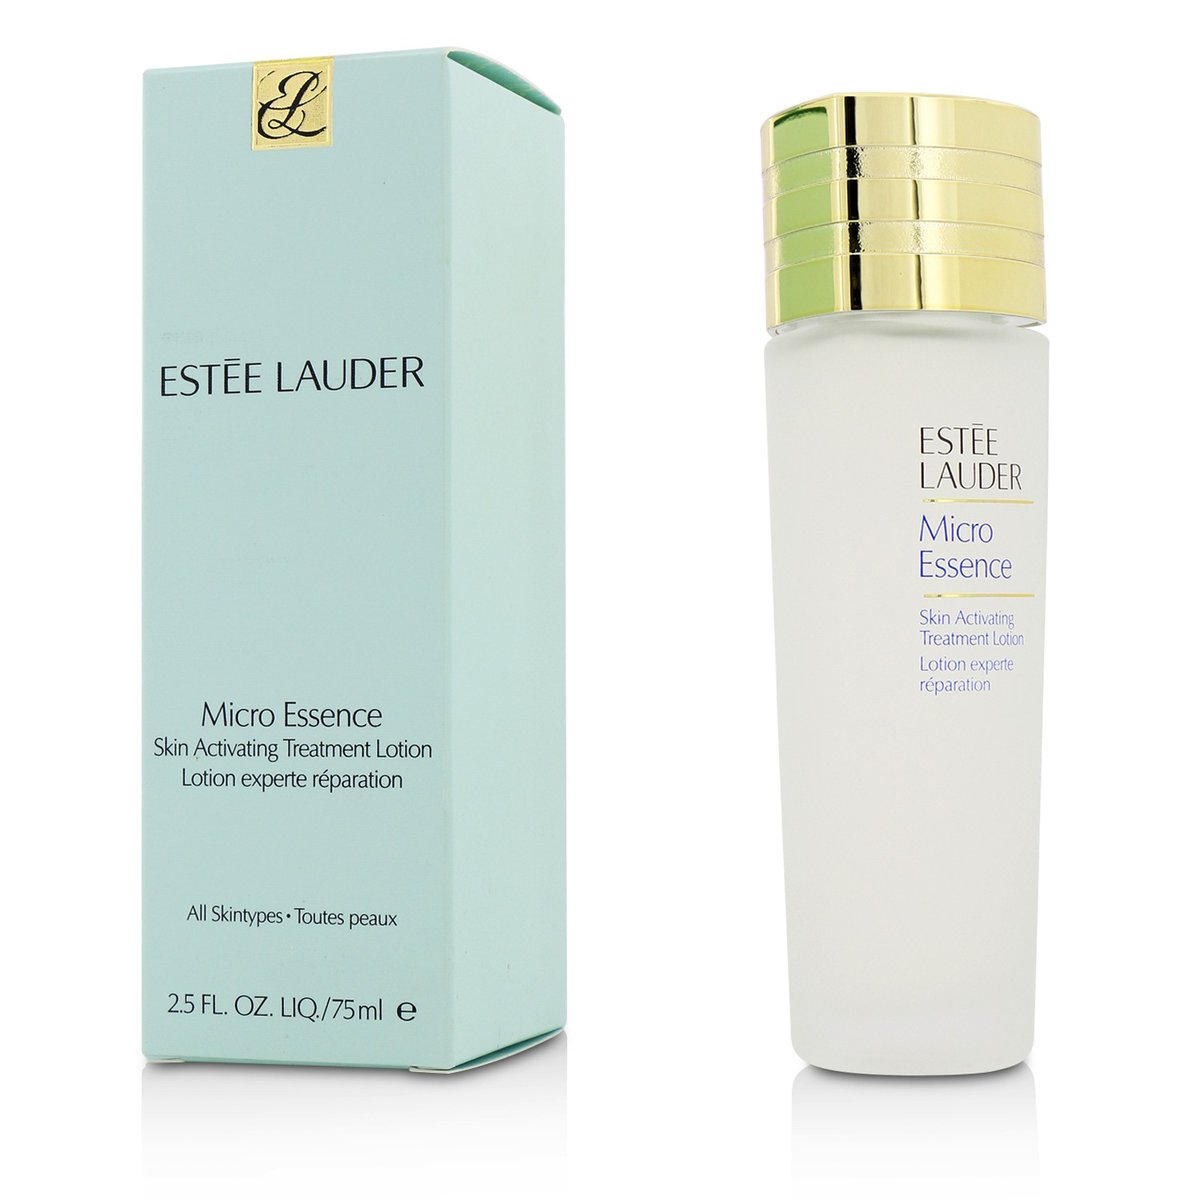 EL
ESTĒE LAUDER
Micro Essence
Skin Activating Treatment Lotion
Lotion experte réparation
All Skintypes • Toutes peaux
2.5 FL. OZ. LIQ./75ml ℮
ESTĒE
LAUDER
Micro
Essence
Skin Activating
Treatment Lotion
Lotion experte
réparation